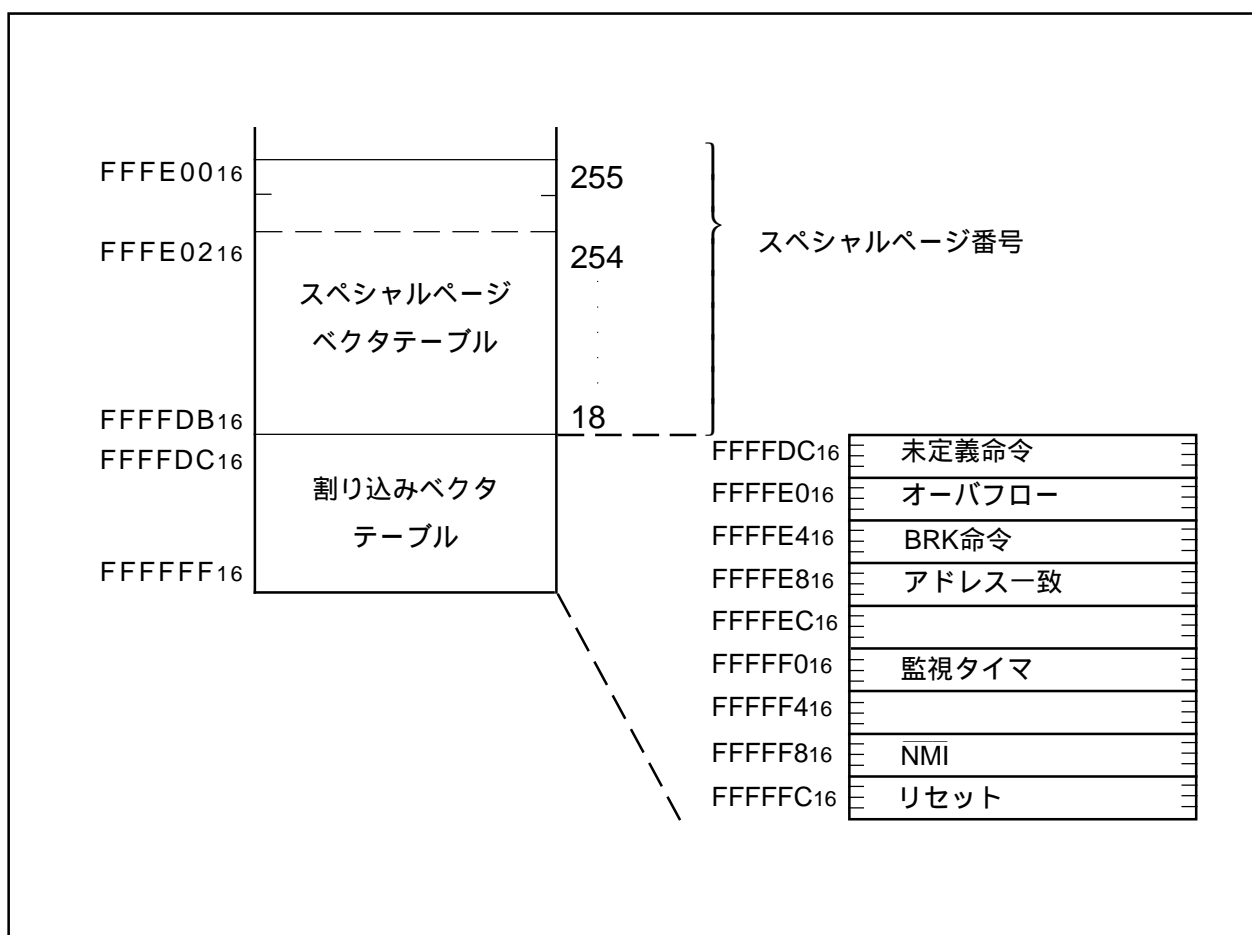 FFFE0016
255
FFFE0216
254
スペシャルページ番号
スペシャルページ
ベクタテーブル
FFFFDB16
18
FFFFDC16
割り込みベクタ
テーブル
FFFFFF16
FFFFDC16 未定義命令
FFFFE016 オーバフロー
FFFFE416 BRK命令
FFFFE816 アドレス一致
FFFFEC16
FFFFF016 監視タイマ
FFFFF416
FFFFF816 NMI
FFFFFC16 リセット